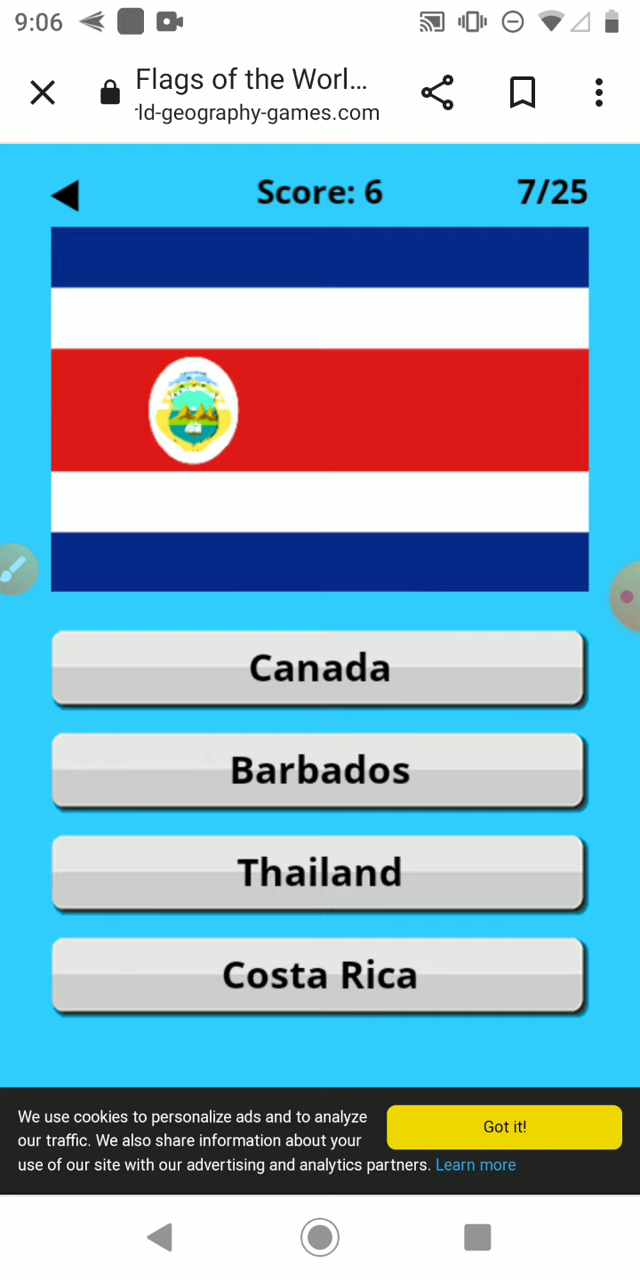 9:06
Flags of the Worl...
rld-geography-games.com
Score: 6
7/25
Canada
Barbados
Thailand
Costa Rica
We use cookies to personalize ads and to analyze
our traffic. We also share information about your
use of our site with our advertising and analytics partners. Learn more
Got it!